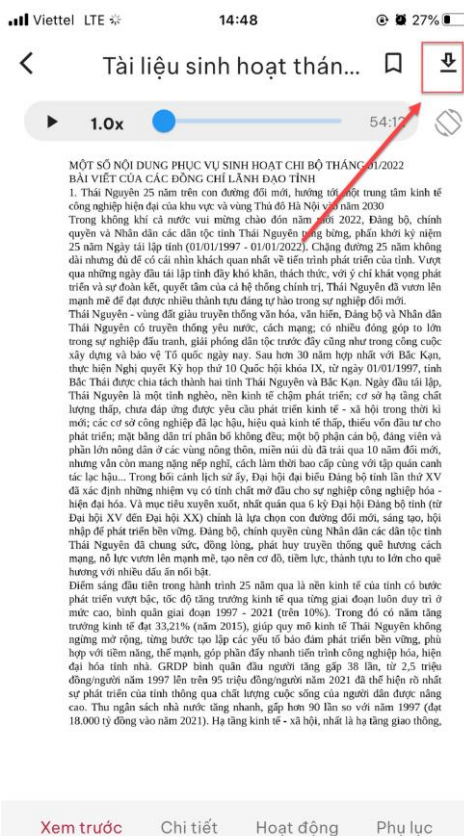 Viettel LTE 14:48 27%
Tài liệu sinh hoạt thán...
1.0x 54:13
MỘT SỐ NỘI DUNG PHỤC VỤ SINH HOẠT CHI BỘ THÁNG 01/2022
BÀI VIẾT CỦA CÁC ĐỒNG CHÍ LÃNH ĐẠO TỈNH
1. Thái Nguyên 25 năm trên con đường đổi mới, hướng tới một trung tâm kinh tế
công nghiệp hiện đại của khu vực và vùng Thủ đô Hà Nội vào năm 2030
Trong không khí cả nước vui mừng chào đón năm mới 2022, Đảng bộ, chính
quyền và Nhân dân các dân tộc tỉnh Thái Nguyên tưng bừng, phấn khởi kỷ niệm
25 năm Ngày tái lập tỉnh (01/01/1997 - 01/01/2022). Chặng đường 25 năm không
dài nhưng đủ để có cái nhìn khách quan nhất về tiến trình phát triển của tỉnh. Vượt
qua những ngày đầu tái lập tỉnh đầy khó khăn, thách thức, với ý chí khát vọng phát
triển và sự đoàn kết, quyết tâm của cả hệ thống chính trị, Thái Nguyên đã vươn lên
mạnh mẽ để đạt được nhiều thành tựu đáng tự hào trong sự nghiệp đổi mới.
Thái Nguyên - vùng đất giàu truyền thống văn hóa, văn hiến, Đảng bộ và Nhân dân
Thái Nguyên có truyền thống yêu nước, cách mạng; có nhiều đóng góp to lớn
trong sự nghiệp đấu tranh, giải phóng dân tộc trước đây cũng như trong công cuộc
xây dựng và bảo vệ Tổ quốc ngày nay. Sau hơn 30 năm hợp nhất với Bắc Kạn,
thực hiện Nghị quyết Kỳ họp thứ 10 Quốc hội khóa IX, từ ngày 01/01/1997, tỉnh
Bắc Thái được chia tách thành hai tỉnh Thái Nguyên và Bắc Kạn. Ngày đầu tái lập,
Thái Nguyên là một tỉnh nghèo, nền kinh tế chậm phát triển; cơ sở hạ tầng chất
lượng thấp, chưa đáp ứng được yêu cầu phát triển kinh tế - xã hội trong thời kì
mới; các cơ sở công nghiệp đã lạc hậu, hiệu quả kinh tế thấp, thiếu vốn đầu tư cho
phát triển; mặt bằng dân trí phân bố không đều; một bộ phận cán bộ, đảng viên và
phần lớn nông dân ở các vùng nông thôn, miền núi dù đã trải qua 10 năm đổi mới,
nhưng vẫn còn mang nặng nếp nghĩ, cách làm thời bao cấp cùng với tập quán canh
tác lạc hậu... Trong bối cảnh lịch sử ấy, Đại hội đại biểu Đảng bộ tỉnh lần thứ XV
đã xác định những nhiệm vụ có tính chất mở đầu cho sự nghiệp công nghiệp hóa -
hiện đại hóa. Và mục tiêu xuyên xuốt, nhất quán qua 6 kỳ Đại hội Đảng bộ tỉnh (từ
Đại hội XV đến Đại hội XX) chính là lựa chọn con đường đổi mới, sáng tạo, hội
nhập để phát triển bền vững. Đảng bộ, chính quyền cùng Nhân dân các dân tộc tỉnh
Thái Nguyên đã chung sức, đồng lòng, phát huy truyền thống quê hương cách
mạng, nỗ lực vươn lên mạnh mẽ, tạo nên cơ đồ, tiềm lực, thành tựu to lớn cho quê
hương với nhiều dấu ấn nổi bật.
Điểm sáng đầu tiên trong hành trình 25 năm qua là nền kinh tế của tỉnh có bước
phát triển vượt bậc, tốc độ tăng trưởng kinh tế qua từng giai đoạn luôn duy trì ở
mức cao, bình quân giai đoạn 1997 - 2021 (trên 10%). Trong đó có năm tăng
trưởng kinh tế đạt 33,21% (năm 2015), giúp quy mô kinh tế Thái Nguyên không
ngừng mở rộng, từng bước tạo lập các yếu tố bảo đảm phát triển bền vững, phù
hợp với tiềm năng, thế mạnh, góp phần đẩy nhanh tiến trình công nghiệp hóa, hiện
đại hóa tỉnh nhà. GRDP bình quân đầu người tăng gấp 38 lần, từ 2,5 triệu
đồng/người năm 1997 lên trên 95 triệu đồng/người năm 2021 đã thể hiện rõ nhất
sự phát triển của tỉnh thông qua chất lượng cuộc sống của người dân được nâng
cao. Thu ngân sách nhà nước tăng nhanh, gấp hơn 90 lần so với năm 1997 (đạt
18.000 tỷ đồng vào năm 2021). Hạ tầng kinh tế - xã hội, nhất là hạ tầng giao thông,
Xem trước Chi tiết Hoạt động Phụ lục